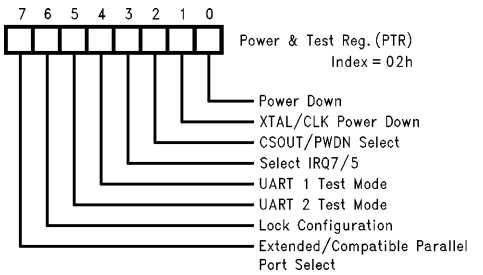 7 6 5 4 3 2 1 0
Power & Test Reg. (PTR)
Index = 02h
Power Down
XTAL/CLK Power Down
CSOUT/PWDN Select
Select IRQ7/5
UART 1 Test Mode
UART 2 Test Mode
Lock Configuration
Extended/Compatible Parallel
Port Select